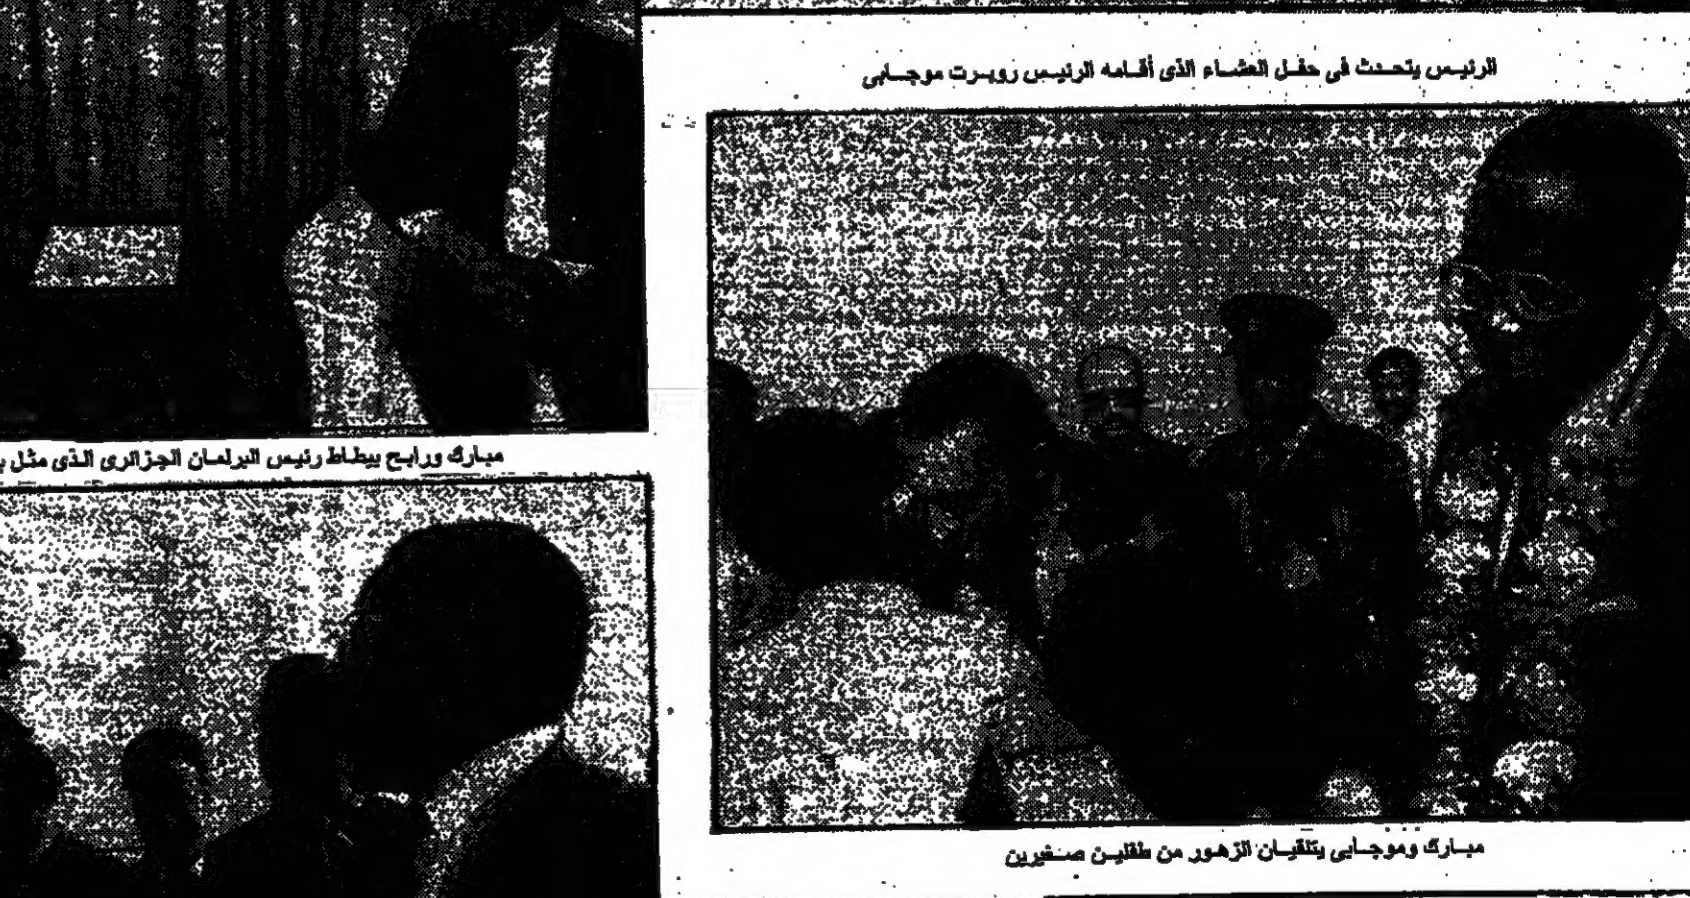 الرئيس يتحدث فى حفل العشاء الذى أقامه الرئيس روبرت موجابى
مبارك ورابح بيطاط رئيس البرلمان الجزائرى الذى مثل
مبارك وموجابى يتلقيان الزهور من طفلين صغيرين